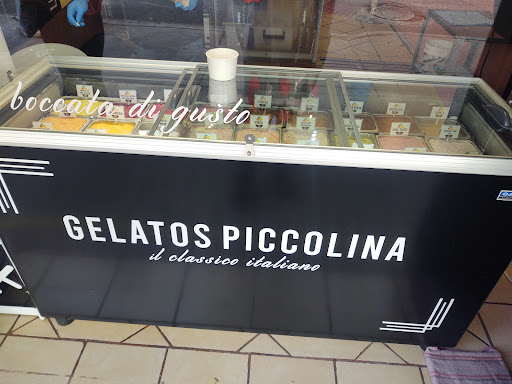 boccato di gusto
GELATOS PICCOLINA
il classico italiano